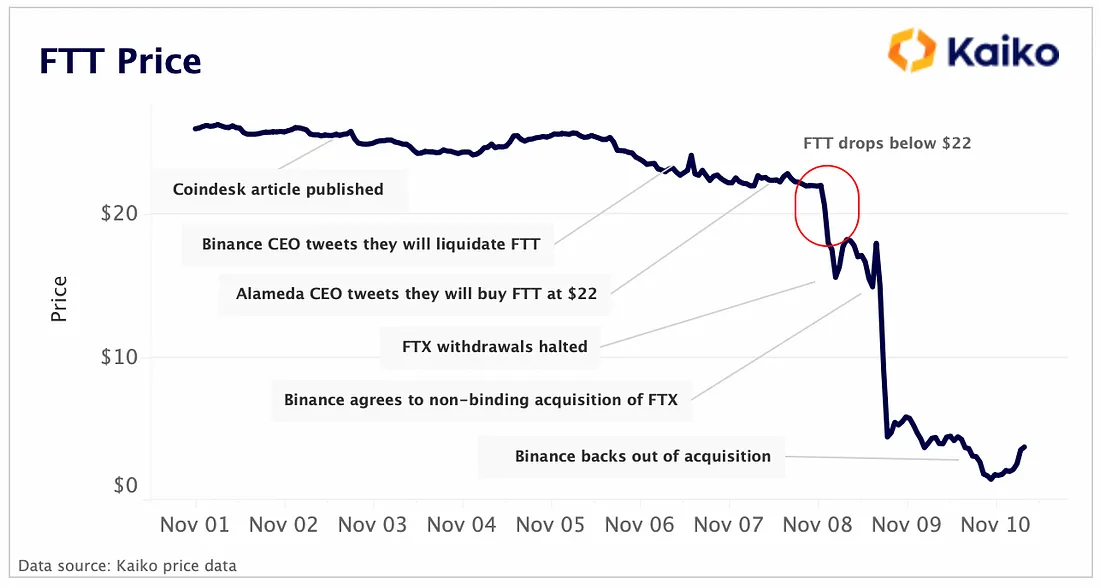 FTT Price
Kaiko
FTT drops below $22
Coindesk article published
Binance CEO tweets they will liquidate FTT
Alameda CEO tweets they will buy FTT at $22
FTX withdrawals halted
Binance agrees to non-binding acquisition of FTX
Binance backs out of acquisition
Price
$20
$10
$0
Nov 01 Nov 02 Nov 03 Nov 04 Nov 05 Nov 06 Nov 07 Nov 08 Nov 09 Nov 10
Data source: Kaiko price data